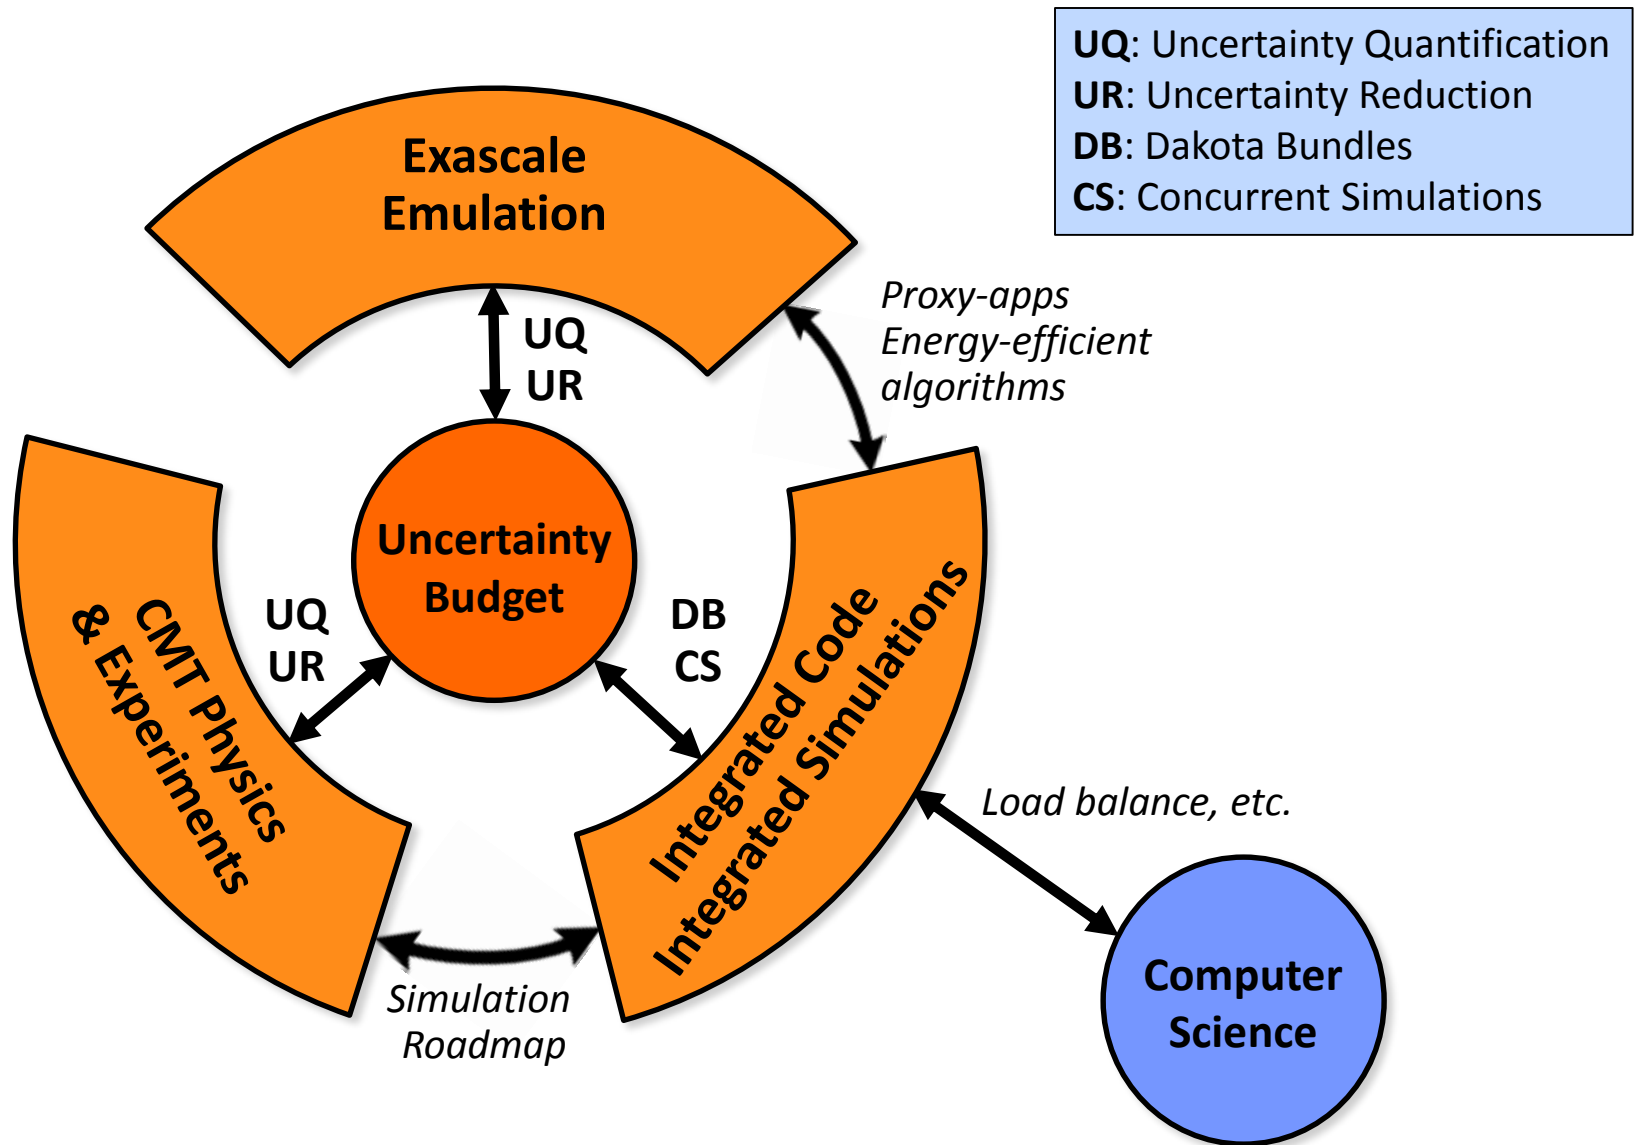 UQ: Uncertainty Quantification
UR: Uncertainty Reduction
DB: Dakota Bundles
CS: Concurrent Simulations
Exascale
Emulation
Proxy-apps
Energy-efficient
algorithms
UQ
UR
Uncertainty
Budget
UQ
UR
DB
CS
CMT Physics
& Experiments
Integrated Code
Integrated Simulations
Load balance, etc.
Simulation
Roadmap
Computer
Science